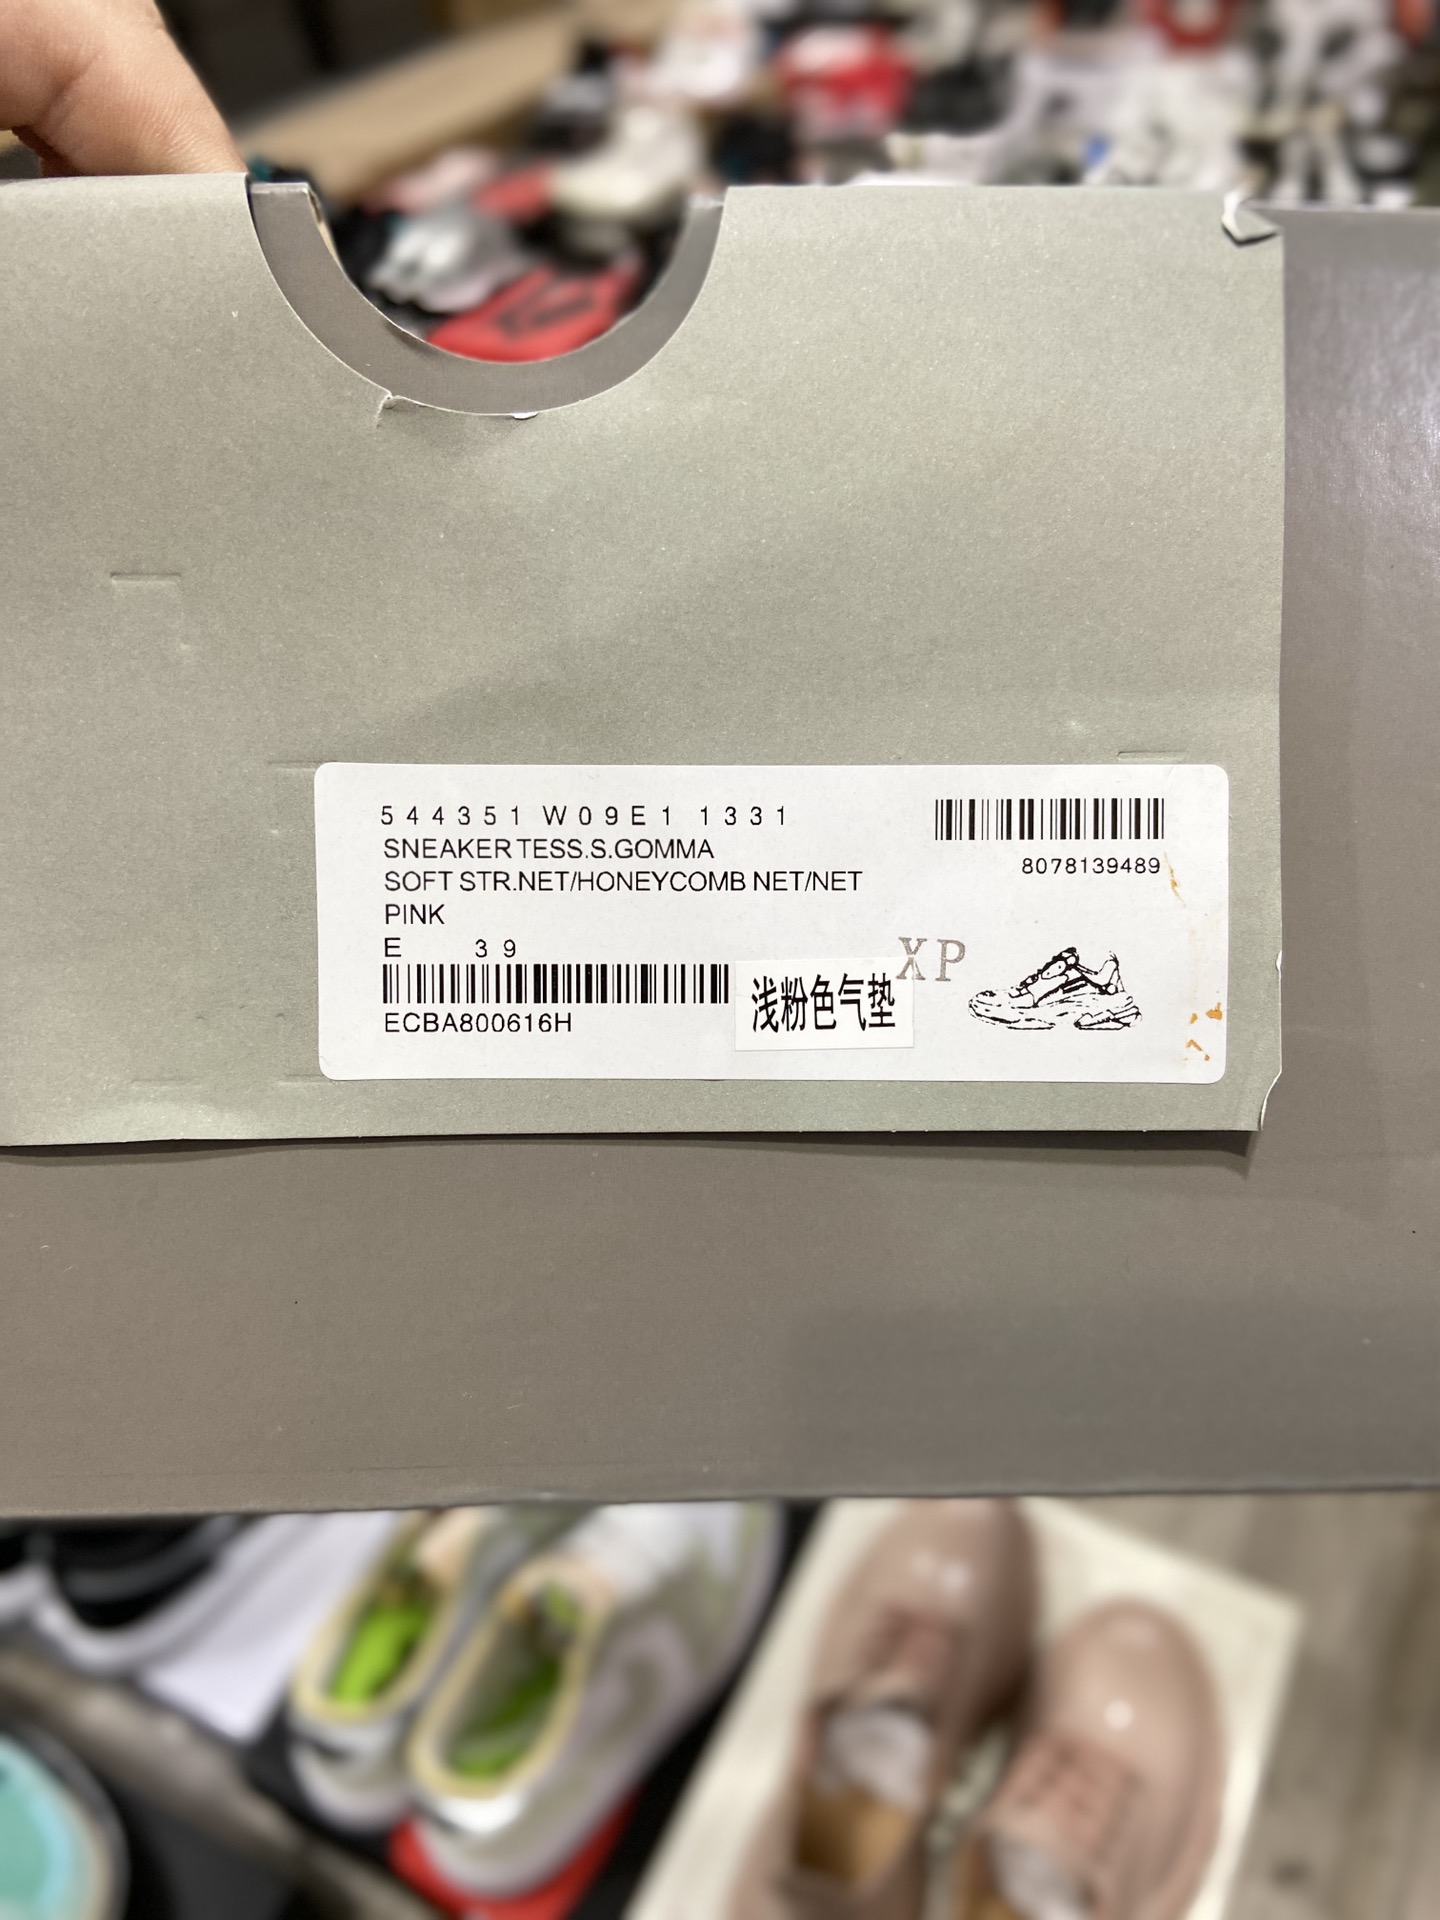 544351 W09E1 1331
SNEAKER TESS.S.GOMMA
SOFT STR.NET/HONEYCOMB NET/NET
PINK
E 39
ECBA800616H
8078139489
XP
浅粉色气垫